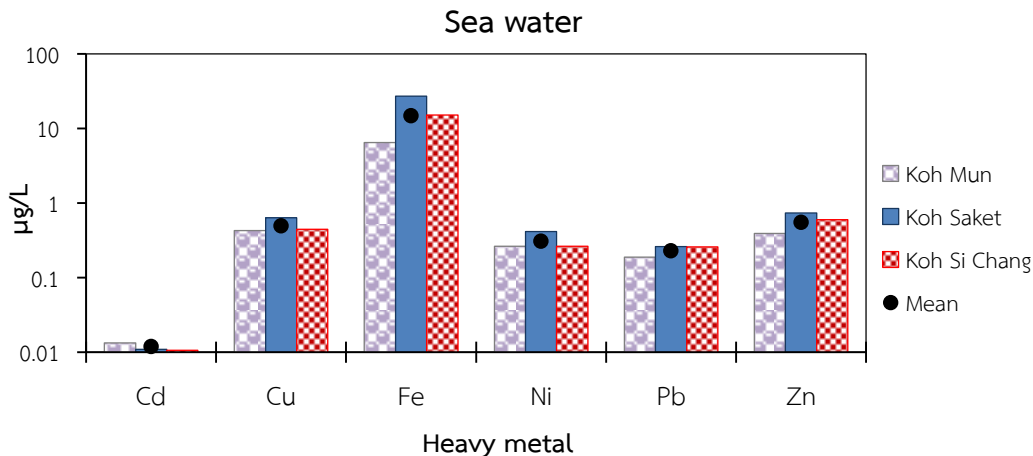 Sea water
µg/L
100
10
1
0.1
0.01
Cd Cu Fe Ni Pb Zn
Heavy metal
Koh Mun
Koh Saket
Koh Si Chang
Mean